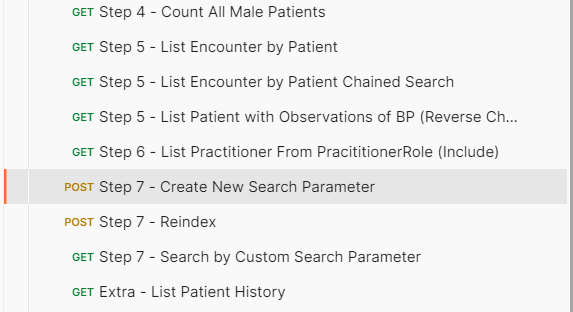 GET Step 4 - Count All Male Patients
GET Step 5 - List Encounter by Patient
GET Step 5 - List Encounter by Patient Chained Search
GET Step 5 - List Patient with Observations of BP (Reverse Ch...
GET Step 6 - List Practitioner From PracititionerRole (Include)
POST Step 7 - Create New Search Parameter
POST Step 7 - Reindex
GET Step 7 - Search by Custom Search Parameter
GET Extra - List Patient History